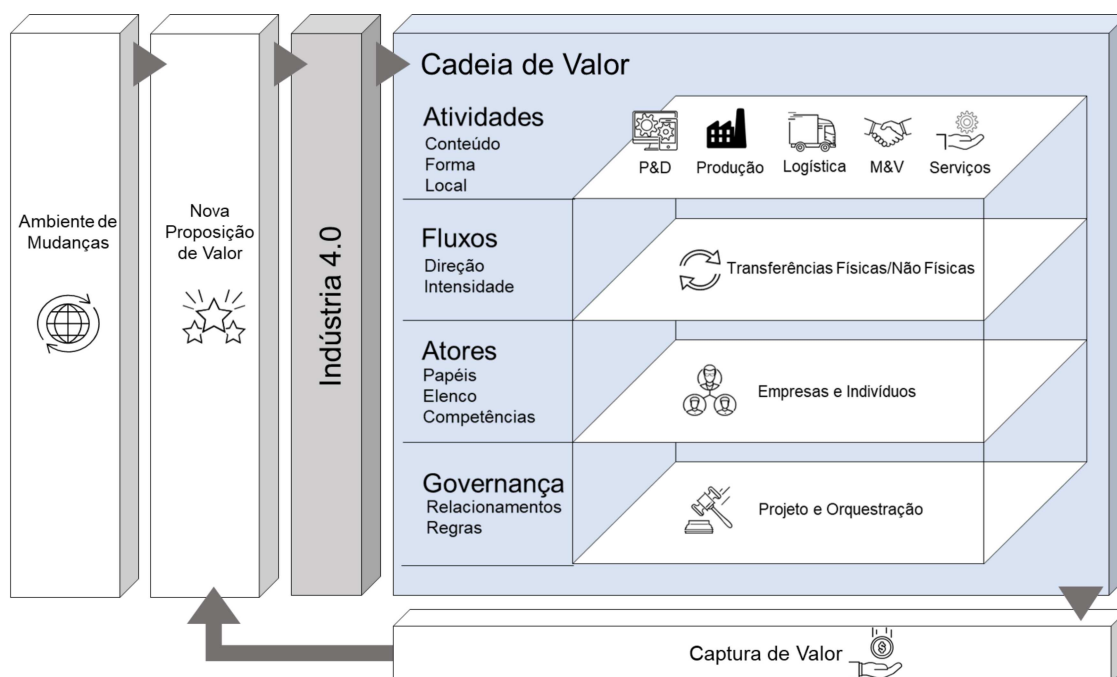 Ambiente de
Mudanças
Nova
Proposição
de Valor
Indústria 4.0
Cadeia de Valor
Atividades
Conteúdo
Forma
Local
P&D
Produção
Logística
M&V
Serviços
Fluxos
Direção
Intensidade
Transferências Físicas/Não Físicas
Atores
Papéis
Elenco
Competências
Empresas e Indivíduos
Governança
Relacionamentos
Regras
Projeto e Orquestração
Captura de Valor
$